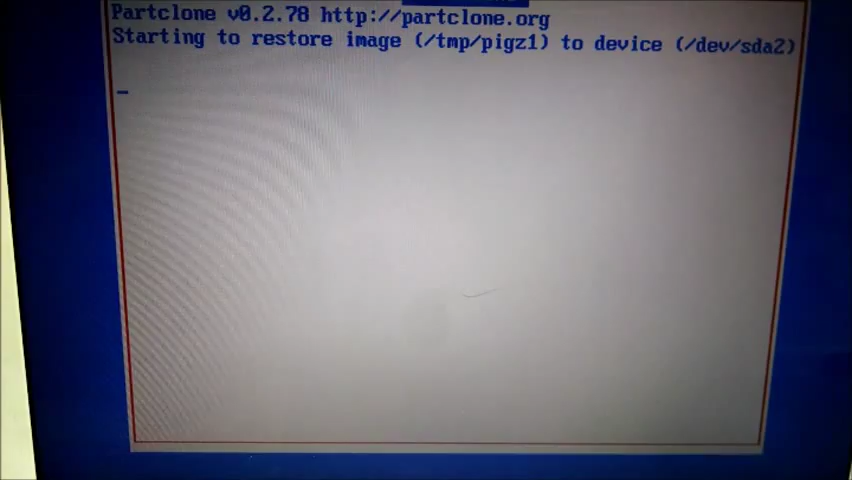 Partclone v0.2.78 http://partclone.org
Starting to restore image (/tmp/pigz1) to device (/dev/sda2)